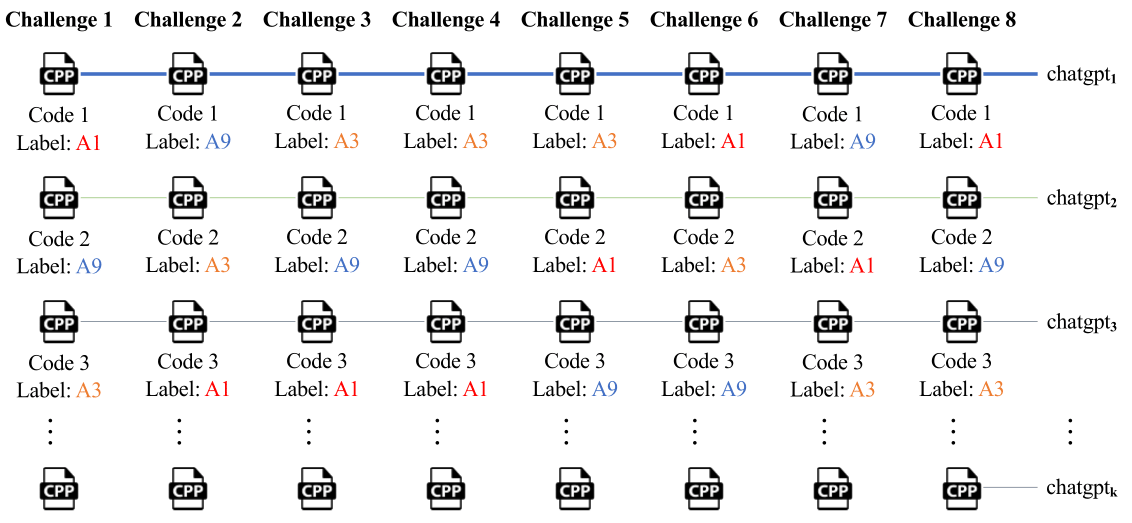 Challenge 1 Challenge 2 Challenge 3 Challenge 4 Challenge 5 Challenge 6 Challenge 7 Challenge 8
CPP CPP CPP CPP CPP CPP CPP CPP chatgpt₁
Code 1 Code 1 Code 1 Code 1 Code 1 Code 1 Code 1 Code 1
Label: A1 Label: A9 Label: A3 Label: A3 Label: A3 Label: A1 Label: A9 Label: A1
CPP CPP CPP CPP CPP CPP CPP CPP chatgpt₂
Code 2 Code 2 Code 2 Code 2 Code 2 Code 2 Code 2 Code 2
Label: A9 Label: A3 Label: A9 Label: A9 Label: A1 Label: A3 Label: A1 Label: A9
CPP CPP CPP CPP CPP CPP CPP CPP chatgpt₃
Code 3 Code 3 Code 3 Code 3 Code 3 Code 3 Code 3 Code 3
Label: A3 Label: A1 Label: A1 Label: A1 Label: A9 Label: A9 Label: A3 Label: A3
CPP CPP CPP CPP CPP CPP CPP CPP chatgptₖ